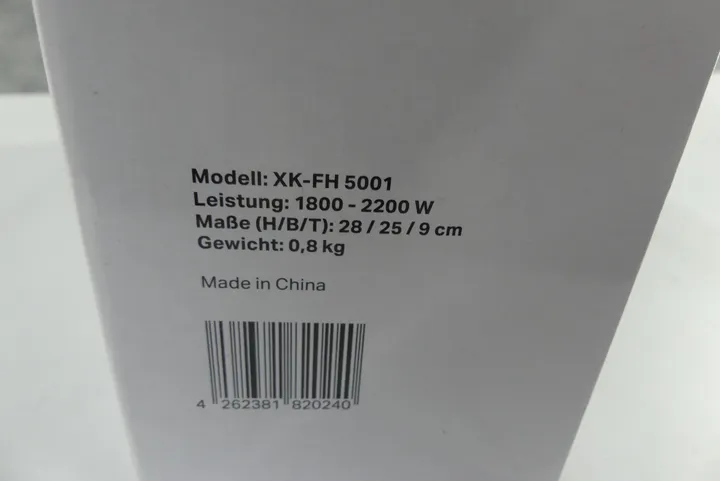 Modell: XK-FH 5001
Leistung: 1800 - 2200 W
Maße (H/B/T): 28 / 25 / 9 cm
Gewicht: 0,8 kg
Made in China
4 262381 820240